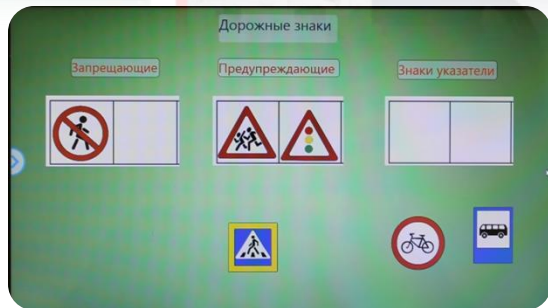 Дорожные знаки
Запрещающие
Предупреждающие
Знаки указатели